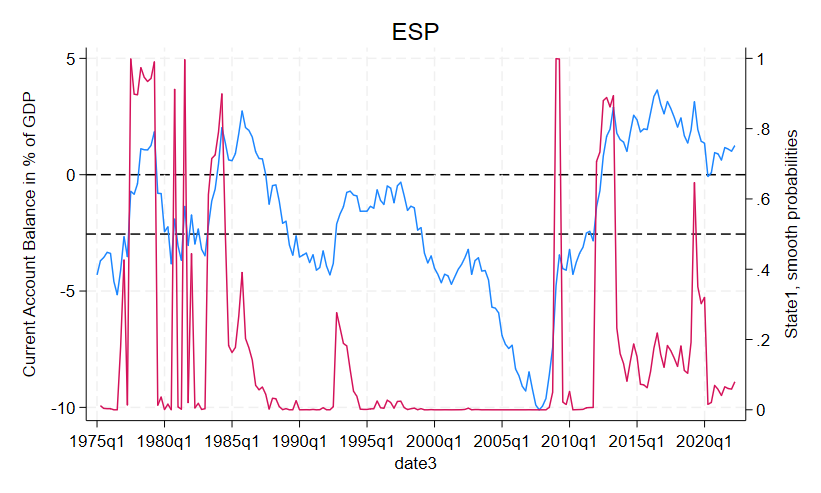 ESP
Current Account Balance in % of GDP
5
0
-5
-10
1
.8
.6
.4
.2
0
State1, smooth probabilities
1975q1 1980q1 1985q1 1990q1 1995q1 2000q1 2005q1 2010q1 2015q1 2020q1
date3